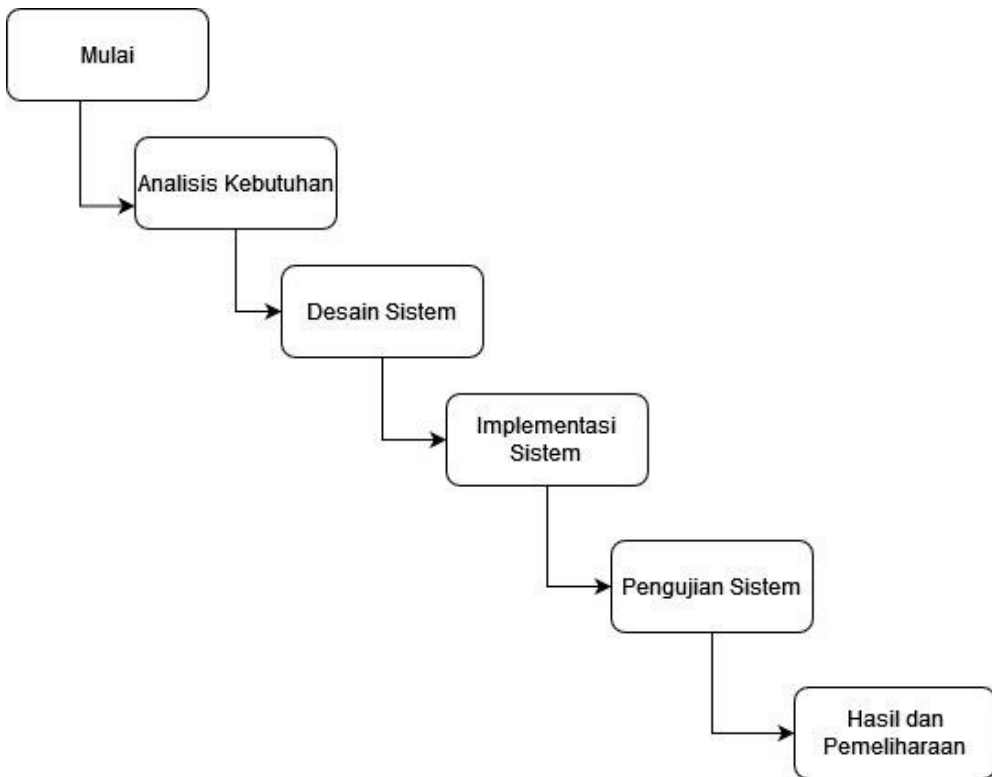 Mulai
Analisis Kebutuhan
Desain Sistem
Implementasi
Sistem
Pengujian Sistem
Hasil dan
Pemeliharaan